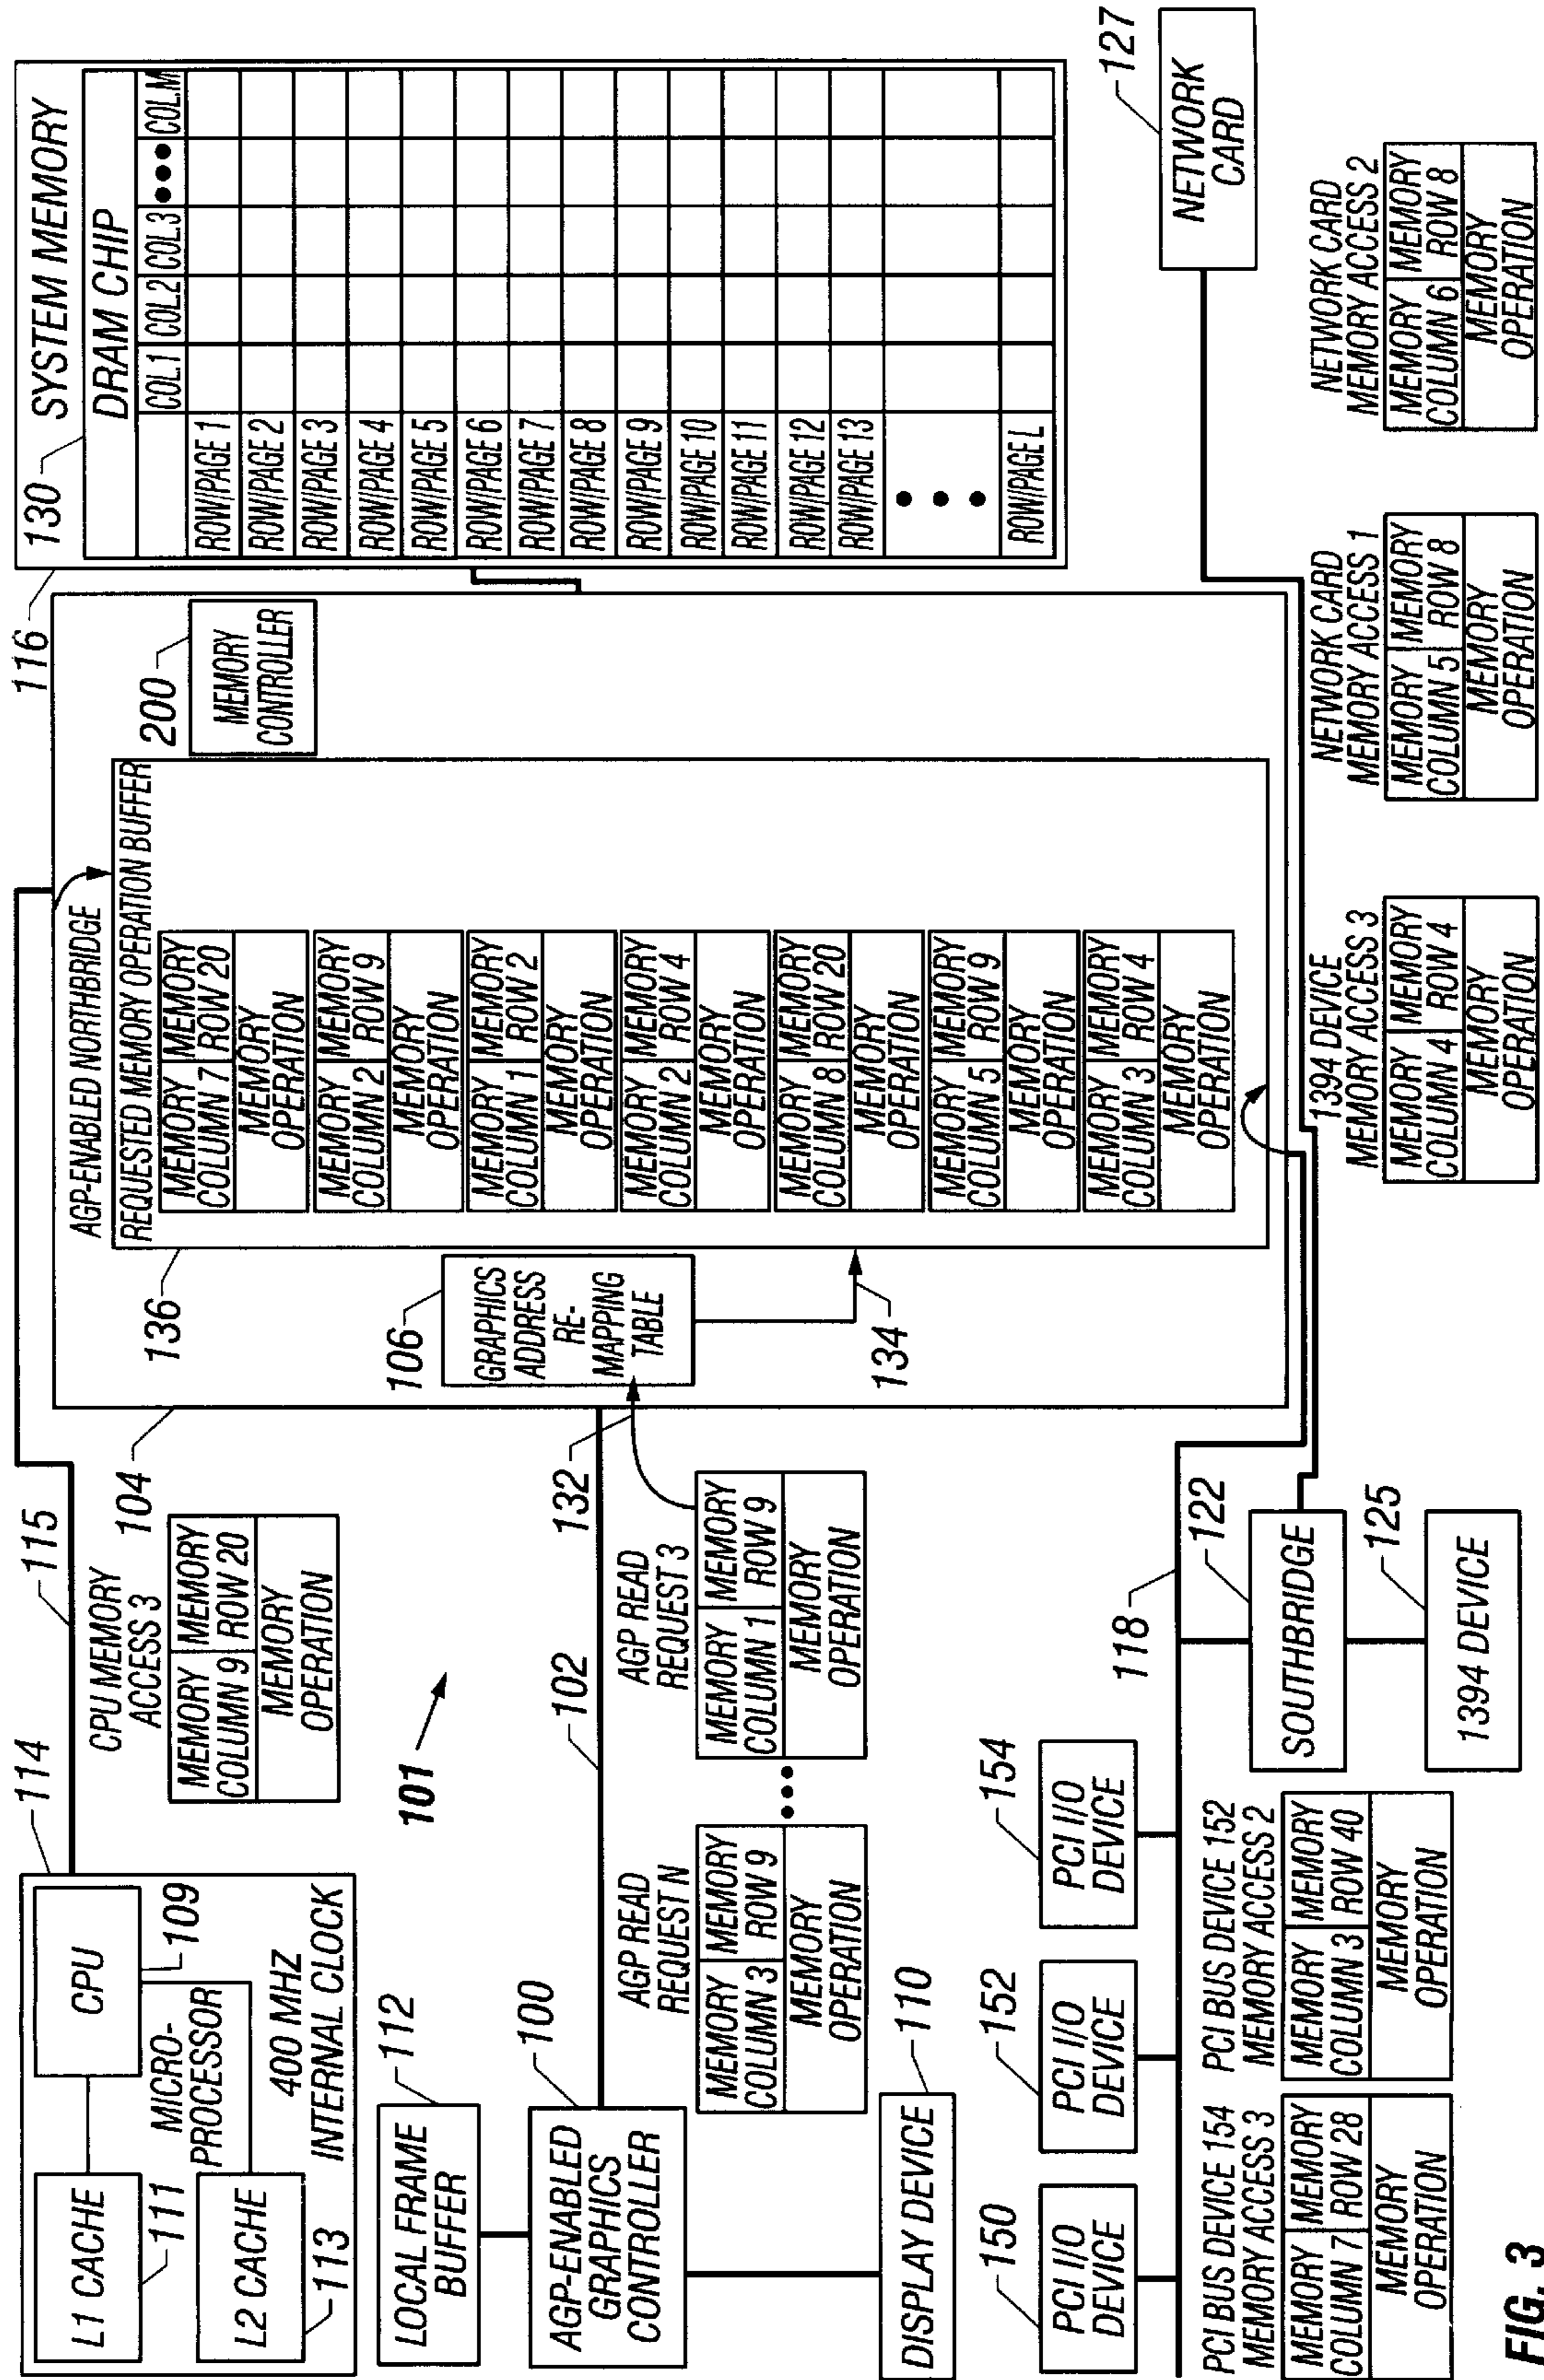 L1 CACHE
111
L2 CACHE
113
CPU
109
MICRO-
PROCESSOR
400 MHZ
INTERNAL CLOCK
114
115
CPU MEMORY
ACCESS 3
MEMORY
COLUMN 9
MEMORY
ROW 20
MEMORY
OPERATION
104
101
LOCAL FRAME
BUFFER
112
AGP-ENABLED
GRAPHICS
CONTROLLER
100
102
DISPLAY DEVICE
110
AGP READ
REQUEST N
MEMORY
COLUMN 3
MEMORY
ROW 9
MEMORY
OPERATION
•••
AGP READ
REQUEST 3
MEMORY
COLUMN 1
MEMORY
ROW 9
MEMORY
OPERATION
132
PCI I/O
DEVICE
150
PCI I/O
DEVICE
152
PCI I/O
DEVICE
154
118
PCI BUS DEVICE 154
MEMORY ACCESS 3
MEMORY
COLUMN 7
MEMORY
ROW 28
MEMORY
OPERATION
PCI BUS DEVICE 152
MEMORY ACCESS 2
MEMORY
COLUMN 3
MEMORY
ROW 40
MEMORY
OPERATION
SOUTHBRIDGE
122
1394 DEVICE
125
AGP-ENABLED NORTHBRIDGE
116
136
REQUESTED MEMORY OPERATION BUFFER
MEMORY
COLUMN 7
MEMORY
ROW 20
MEMORY
OPERATION
MEMORY
COLUMN 2
MEMORY
ROW 9
MEMORY
OPERATION
MEMORY
COLUMN 1
MEMORY
ROW 2
MEMORY
OPERATION
MEMORY
COLUMN 2
MEMORY
ROW 4
MEMORY
OPERATION
MEMORY
COLUMN 8
MEMORY
ROW 20
MEMORY
OPERATION
MEMORY
COLUMN 5
MEMORY
ROW 9
MEMORY
OPERATION
MEMORY
COLUMN 3
MEMORY
ROW 4
MEMORY
OPERATION
106
GRAPHICS
ADDRESS
RE-
MAPPING
TABLE
134
200
MEMORY
CONTROLLER
130
SYSTEM MEMORY
DRAM CHIP
COL.1 COL2 COL3 ••• COL.M
ROW/PAGE 1
ROW/PAGE 2
ROW/PAGE 3
ROW/PAGE 4
ROW/PAGE 5
ROW/PAGE 6
ROW/PAGE 7
ROW/PAGE 8
ROW/PAGE 9
ROW/PAGE 10
ROW/PAGE 11
ROW/PAGE 12
ROW/PAGE 13
•
•
•
ROW/PAGE L
NETWORK
CARD
127
1394 DEVICE
MEMORY ACCESS 3
MEMORY
COLUMN 4
MEMORY
ROW 4
MEMORY
OPERATION
NETWORK CARD
MEMORY ACCESS 1
MEMORY
COLUMN 5
MEMORY
ROW 8
MEMORY
OPERATION
NETWORK CARD
MEMORY ACCESS 2
MEMORY
COLUMN 6
MEMORY
ROW 8
MEMORY
OPERATION
FIG. 3